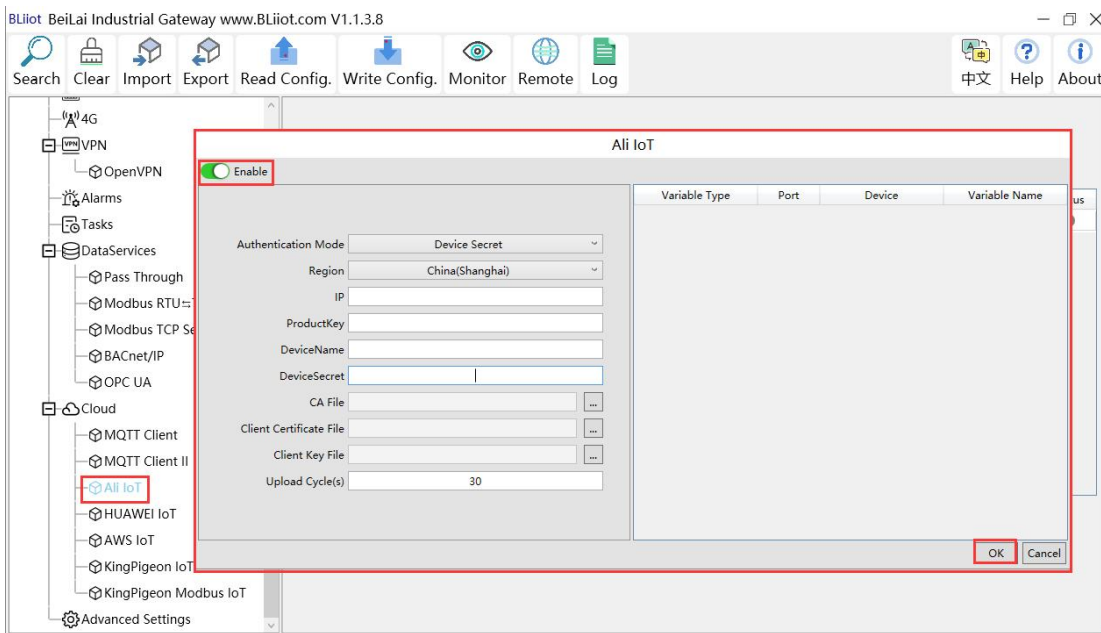 BLiiot BeiLai Industrial Gateway www.BLiiot.com V1.1.3.8
Search Clear Import Export Read Config. Write Config. Monitor Remote Log 中文 Help About
4G
VPN VPN
OpenVPN
Alarms
Tasks
DataServices
Pass Through
Modbus RTU⇆T
Modbus TCP Se
BACnet/IP
OPC UA
Cloud
MQTT Client
MQTT Client II
Ali IoT
HUAWEI IoT
AWS IoT
KingPigeon IoT
KingPigeon Modbus IoT
Advanced Settings
Ali IoT
Enable
Authentication Mode Device Secret
Region China(Shanghai)
IP
ProductKey
DeviceName
DeviceSecret
CA File ...
Client Certificate File ...
Client Key File ...
Upload Cycle(s) 30
Variable Type Port Device Variable Name
us
OK Cancel